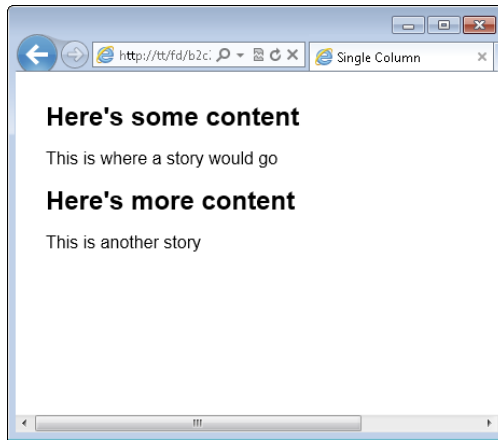 http://tt/fd/b2c: Single Column
Here's some content
This is where a story would go
Here's more content
This is another story